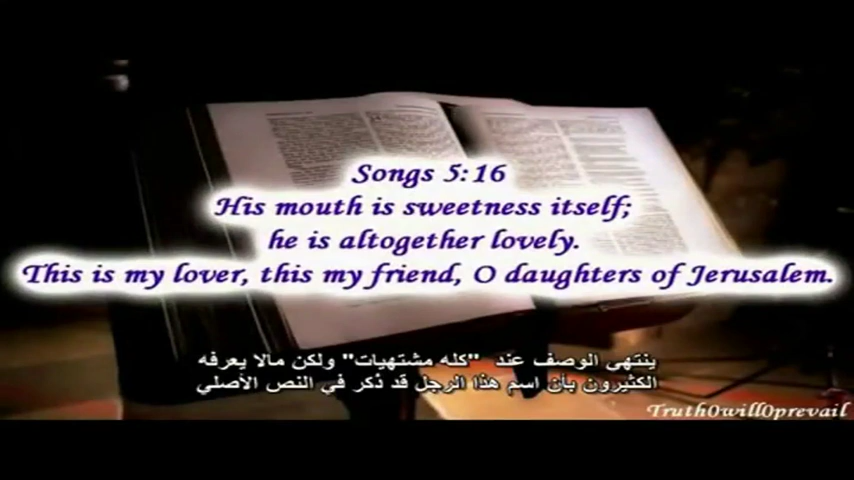 Songs 5:16
His mouth is sweetness itself;
he is altogether lovely.
This is my lover, this my friend, O daughters of Jerusalem.
ينتهى الوصف عند "كله مشتهيات" ولكن مالا يعرفه
الكثيرون بأن اسم هذا الرجل قد ذكر في النص الأصلي
Truth0will0prevail